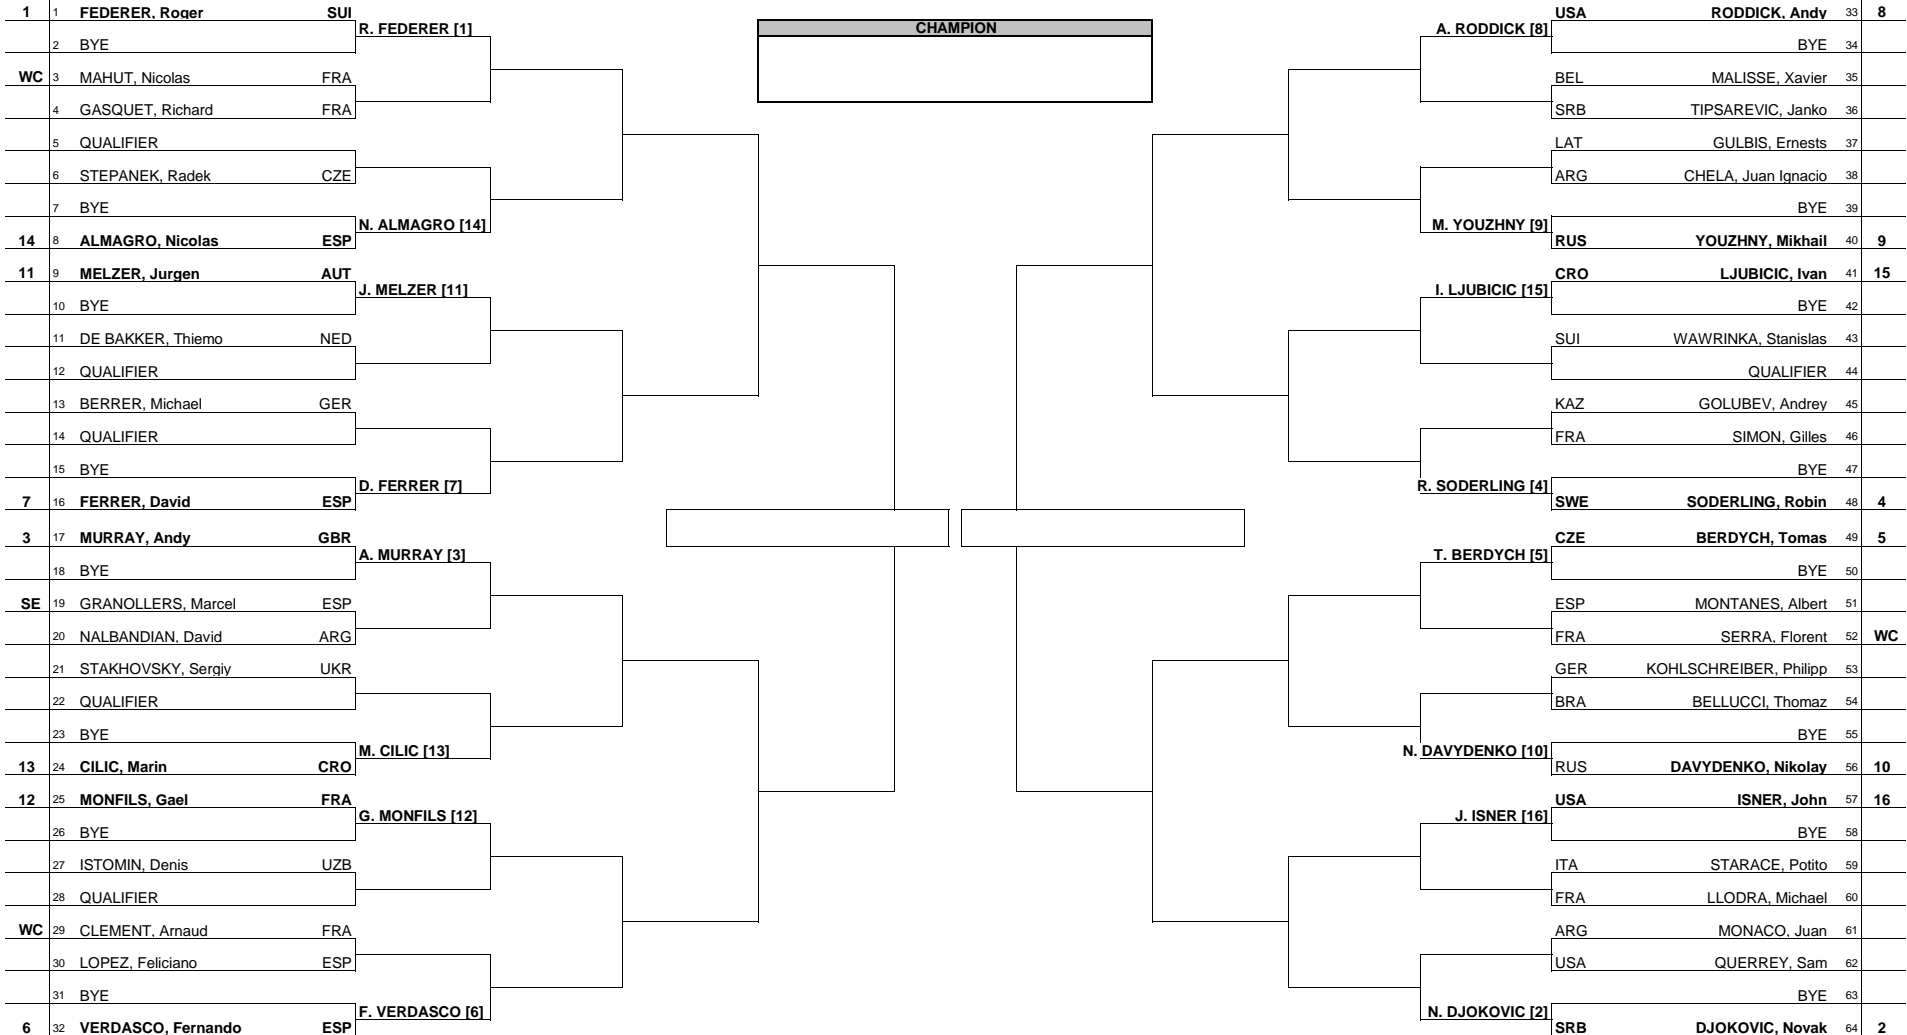 CHAMPION
1 1 FEDERER, Roger SUI
R. FEDERER [1]
2 BYE
WC 3 MAHUT, Nicolas FRA
4 GASQUET, Richard FRA
5 QUALIFIER
6 STEPANEK, Radek CZE
7 BYE
N. ALMAGRO [14]
14 8 ALMAGRO, Nicolas ESP
11 9 MELZER, Jurgen AUT
J. MELZER [11]
10 BYE
11 DE BAKKER, Thiemo NED
12 QUALIFIER
13 BERRER, Michael GER
14 QUALIFIER
15 BYE
D. FERRER [7]
7 16 FERRER, David ESP
3 17 MURRAY, Andy GBR
A. MURRAY [3]
18 BYE
SE 19 GRANOLLERS, Marcel ESP
20 NALBANDIAN, David ARG
21 STAKHOVSKY, Sergiy UKR
22 QUALIFIER
23 BYE
M. CILIC [13]
13 24 CILIC, Marin CRO
12 25 MONFILS, Gael FRA
G. MONFILS [12]
26 BYE
27 ISTOMIN, Denis UZB
28 QUALIFIER
WC 29 CLEMENT, Arnaud FRA
30 LOPEZ, Feliciano ESP
31 BYE
F. VERDASCO [6]
6 32 VERDASCO, Fernando ESP
USA RODDICK, Andy 33 8
A. RODDICK [8]
BYE 34
BEL MALISSE, Xavier 35
SRB TIPSAREVIC, Janko 36
LAT GULBIS, Ernests 37
ARG CHELA, Juan Ignacio 38
BYE 39
M. YOUZHNY [9]
RUS YOUZHNY, Mikhail 40 9
CRO LJUBICIC, Ivan 41 15
I. LJUBICIC [15]
BYE 42
SUI WAWRINKA, Stanislas 43
QUALIFIER 44
KAZ GOLUBEV, Andrey 45
FRA SIMON, Gilles 46
BYE 47
R. SODERLING [4]
SWE SODERLING, Robin 48 4
CZE BERDYCH, Tomas 49 5
T. BERDYCH [5]
BYE 50
ESP MONTANES, Albert 51
FRA SERRA, Florent 52 WC
GER KOHLSCHREIBER, Philipp 53
BRA BELLUCCI, Thomaz 54
BYE 55
N. DAVYDENKO [10]
RUS DAVYDENKO, Nikolay 56 10
USA ISNER, John 57 16
J. ISNER [16]
BYE 58
ITA STARACE, Potito 59
FRA LLODRA, Michael 60
ARG MONACO, Juan 61
USA QUERREY, Sam 62
BYE 63
N. DJOKOVIC [2]
SRB DJOKOVIC, Novak 64 2